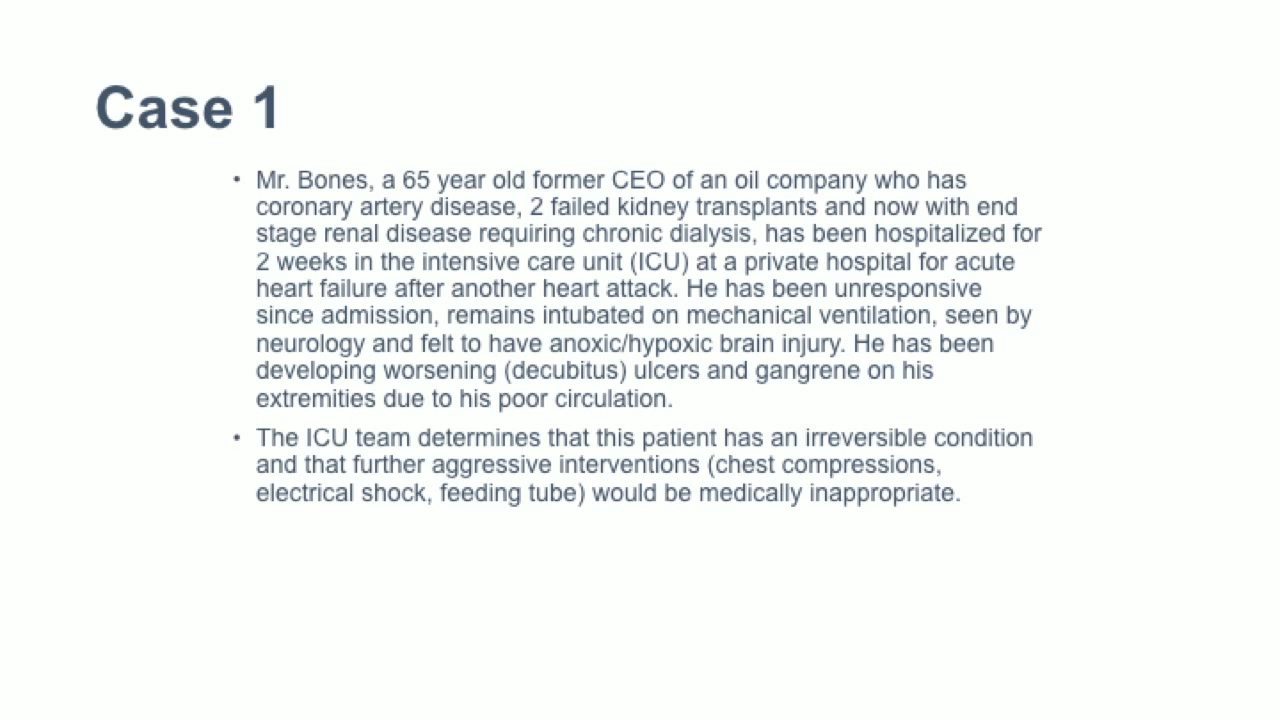 Case 1
• Mr. Bones, a 65 year old former CEO of an oil company who has
coronary artery disease, 2 failed kidney transplants and now with end
stage renal disease requiring chronic dialysis, has been hospitalized for
2 weeks in the intensive care unit (ICU) at a private hospital for acute
heart failure after another heart attack. He has been unresponsive
since admission, remains intubated on mechanical ventilation, seen by
neurology and felt to have anoxic/hypoxic brain injury. He has been
developing worsening (decubitus) ulcers and gangrene on his
extremities due to his poor circulation.
• The ICU team determines that this patient has an irreversible condition
and that further aggressive interventions (chest compressions,
electrical shock, feeding tube) would be medically inappropriate.